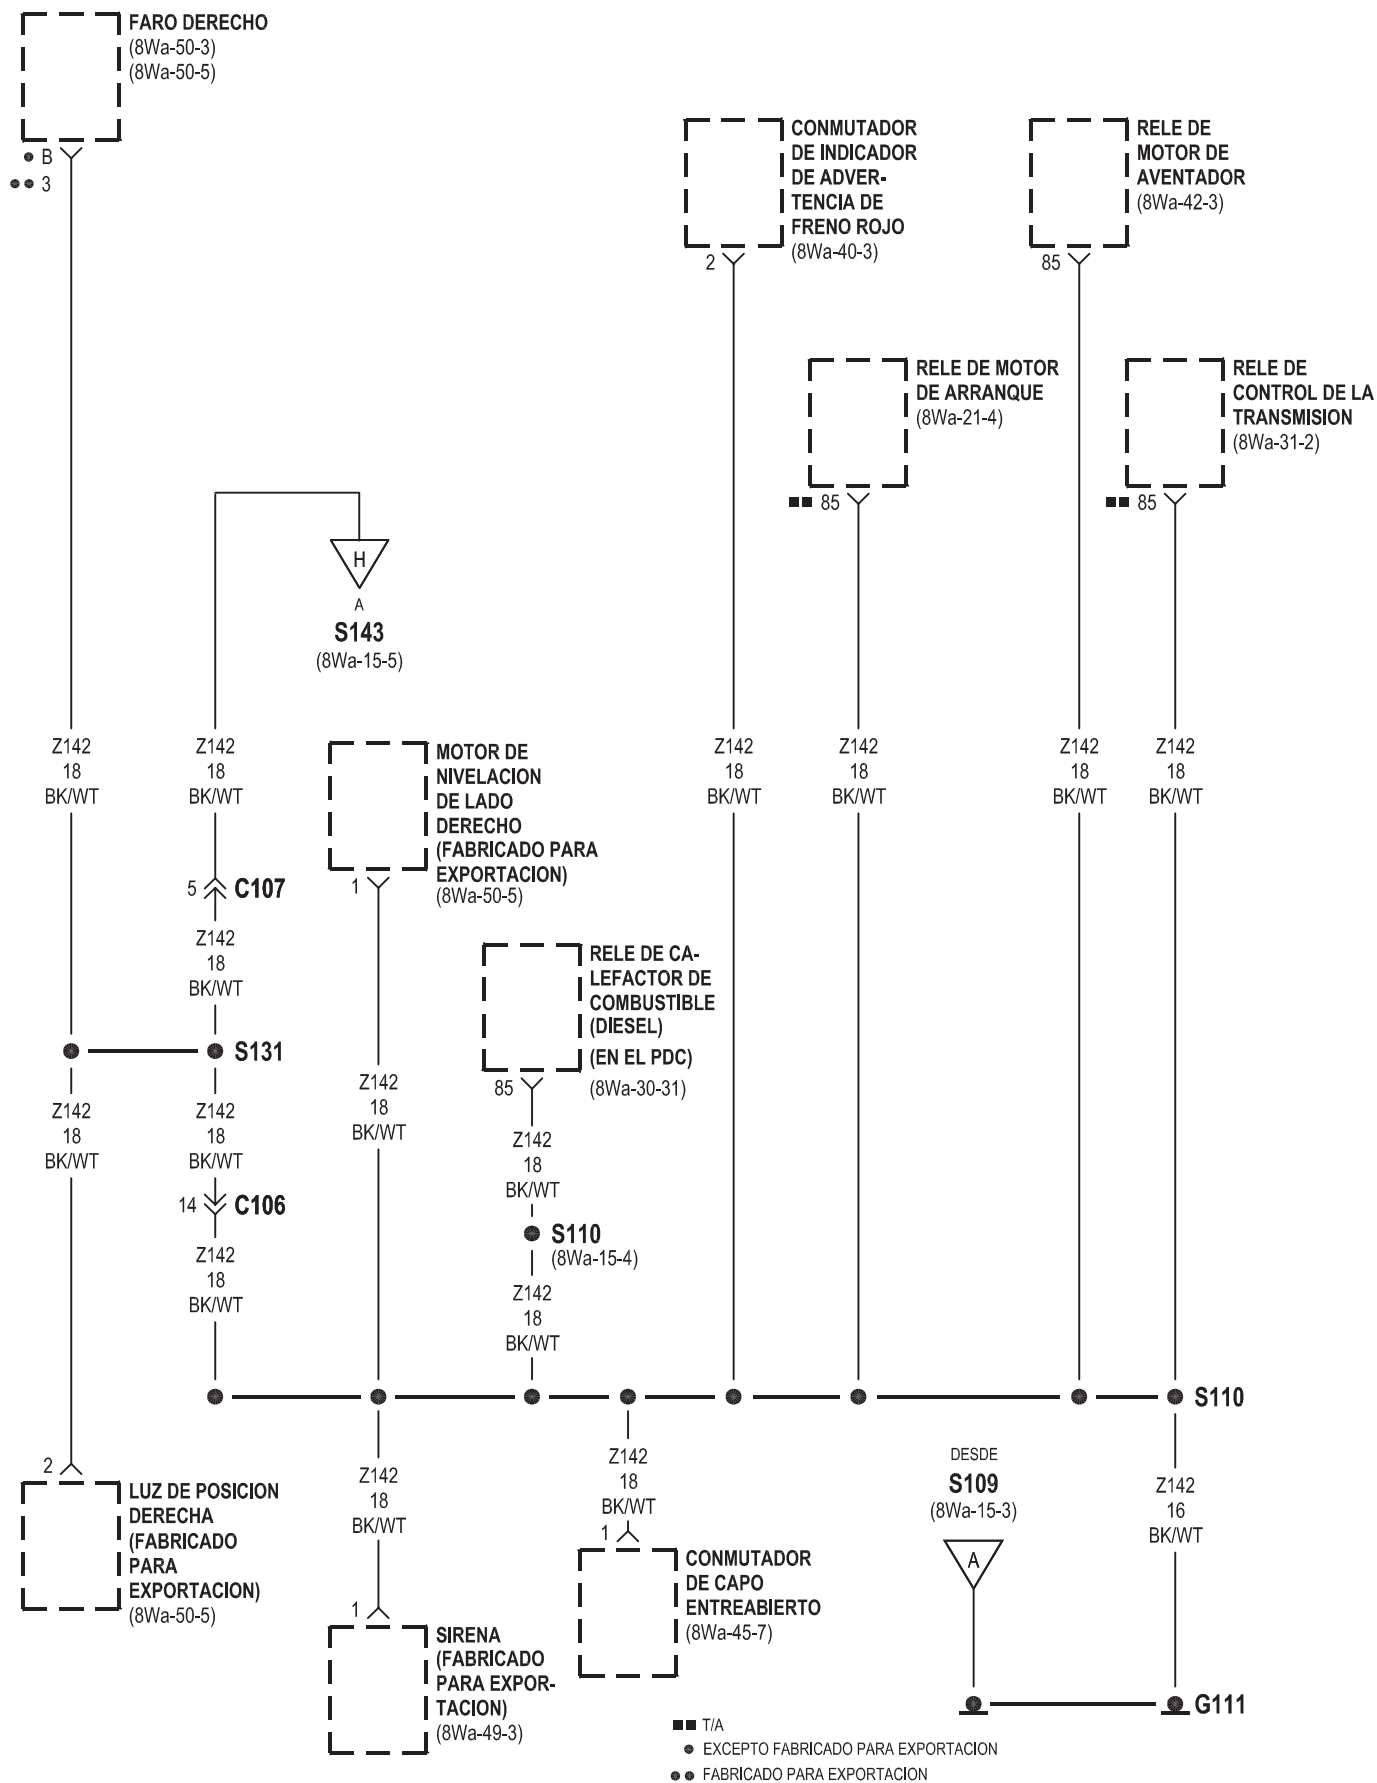 FARO DERECHO
(8Wa-50-3)
(8Wa-50-5)
B
3
CONMUTADOR
DE INDICADOR
DE ADVER-
TENCIA DE
FRENO ROJO
(8Wa-40-3)
2
RELE DE
MOTOR DE
AVENTADOR
(8Wa-42-3)
85
RELE DE MOTOR
DE ARRANQUE
(8Wa-21-4)
85
RELE DE
CONTROL DE LA
TRANSMISION
(8Wa-31-2)
85
H
A
S143
(8Wa-15-5)
Z142
18
BK/WT
Z142
18
BK/WT
MOTOR DE
NIVELACION
DE LADO
DERECHO
(FABRICADO PARA
EXPORTACION)
(8Wa-50-5)
1
Z142
18
BK/WT
Z142
18
BK/WT
Z142
18
BK/WT
Z142
18
BK/WT
5
C107
Z142
18
BK/WT
RELE DE CA-
LEFACTOR DE
COMBUSTIBLE
(DIESEL)
(EN EL PDC)
(8Wa-30-31)
85
S131
Z142
18
BK/WT
Z142
18
BK/WT
Z142
18
BK/WT
Z142
18
BK/WT
14
C106
S110
(8Wa-15-4)
Z142
18
BK/WT
Z142
18
BK/WT
S110
2
LUZ DE POSICION
DERECHA
(FABRICADO
PARA
EXPORTACION)
(8Wa-50-5)
Z142
18
BK/WT
1
SIRENA
(FABRICADO
PARA EXPOR-
TACION)
(8Wa-49-3)
Z142
18
BK/WT
1
CONMUTADOR
DE CAPO
ENTREABIERTO
(8Wa-45-7)
DESDE
S109
(8Wa-15-3)
A
Z142
16
BK/WT
G111
T/A
EXCEPTO FABRICADO PARA EXPORTACION
FABRICADO PARA EXPORTACION